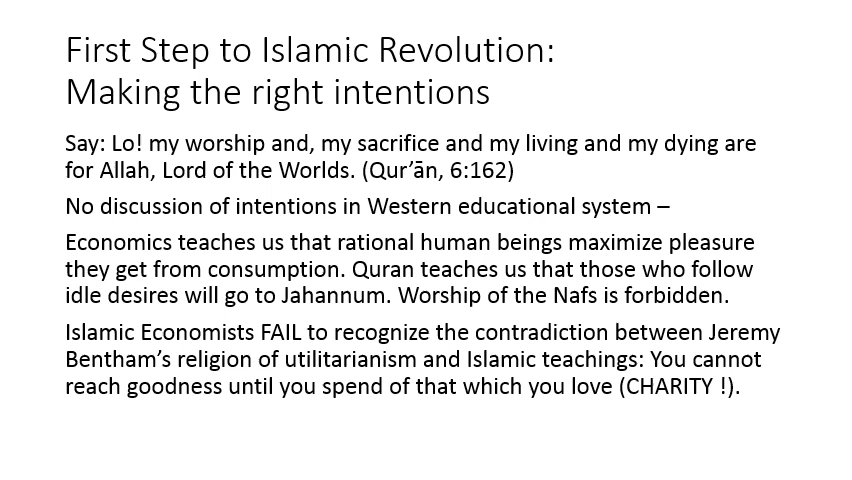 First Step to Islamic Revolution:
Making the right intentions
Say: Lo! my worship and, my sacrifice and my living and my dying are
for Allah, Lord of the Worlds. (Qur’ān, 6:162)
No discussion of intentions in Western educational system –
Economics teaches us that rational human beings maximize pleasure
they get from consumption. Quran teaches us that those who follow
idle desires will go to Jahannum. Worship of the Nafs is forbidden.
Islamic Economists FAIL to recognize the contradiction between Jeremy
Bentham’s religion of utilitarianism and Islamic teachings: You cannot
reach goodness until you spend of that which you love (CHARITY !).